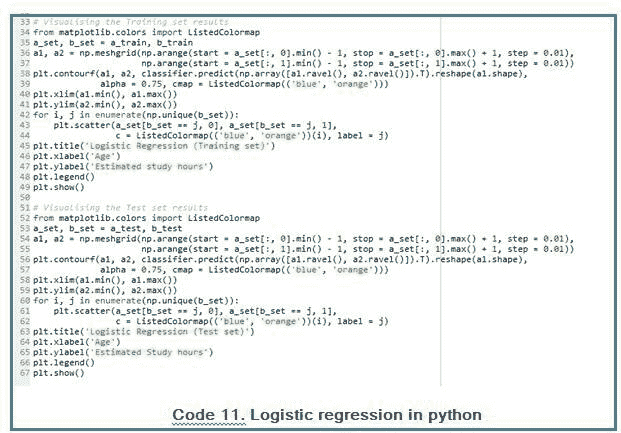 33 # Visualising the Training set results
34 from matplotlib.colors import ListedColormap
35 a_set, b_set = a_train, b_train
36 a1, a2 = np.meshgrid(np.arange(start = a_set[:, 0].min() - 1, stop = a_set[:, 0].max() + 1, step = 0.01),
37 np.arange(start = a_set[:, 1].min() - 1, stop = a_set[:, 1].max() + 1, step = 0.01))
38 plt.contourf(a1, a2, classifier.predict(np.array([a1.ravel(), a2.ravel()]).T).reshape(a1.shape),
39 alpha = 0.75, cmap = ListedColormap(('blue', 'orange')))
40 plt.xlim(a1.min(), a1.max())
41 plt.ylim(a2.min(), a2.max())
42 for i, j in enumerate(np.unique(b_set)):
43 plt.scatter(a_set[b_set == j, 0], a_set[b_set == j, 1],
44 c = ListedColormap(('blue', 'orange'))(i), label = j)
45 plt.title('Logistic Regression (Training set)')
46 plt.xlabel('Age')
47 plt.ylabel('Estimated study hours')
48 plt.legend()
49 plt.show()
50
51 # Visualising the Test set results
52 from matplotlib.colors import ListedColormap
53 a_set, b_set = a_test, b_test
54 a1, a2 = np.meshgrid(np.arange(start = a_set[:, 0].min() - 1, stop = a_set[:, 0].max() + 1, step = 0.01),
55 np.arange(start = a_set[:, 1].min() - 1, stop = a_set[:, 1].max() + 1, step = 0.01))
56 plt.contourf(a1, a2, classifier.predict(np.array([a1.ravel(), a2.ravel()]).T).reshape(a1.shape),
57 alpha = 0.75, cmap = ListedColormap(('blue', 'orange')))
58 plt.xlim(a1.min(), a1.max())
59 plt.ylim(a2.min(), a2.max())
60 for i, j in enumerate(np.unique(b_set)):
61 plt.scatter(a_set[b_set == j, 0], a_set[b_set == j, 1],
62 c = ListedColormap(('blue', 'orange'))(i), label = j)
63 plt.title('Logistic Regression (Test set)')
64 plt.xlabel('Age')
65 plt.ylabel('Estimated Study hours')
66 plt.legend()
67 plt.show()
Code 11. Logistic regression in python